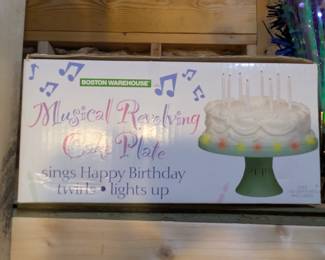 BOSTON WAREHOUSE
Musical Revolving
Cake Plate
sings Happy Birthday
twirls • lights up